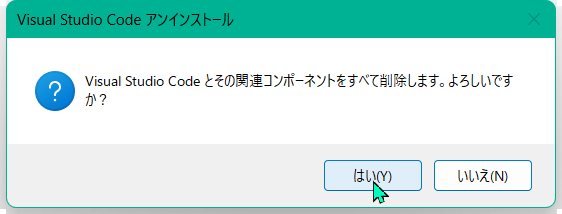 Visual Studio Code アンインストール
Visual Studio Code とその関連コンポーネントをすべて削除します。よろしいです
か？
はい(Y)
いいえ(N)